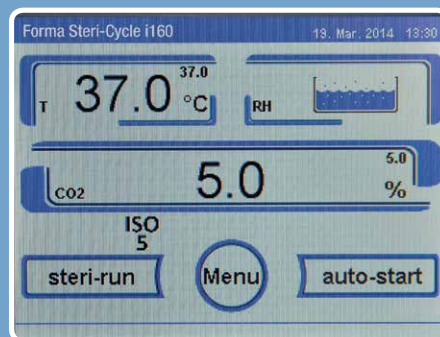 Forma Steri-Cycle i160 13. Mar. 2014 13:30
37.0
T 37.0 °C RH
5.0
CO2 5.0 %
ISO
5
steri-run Menu auto-start